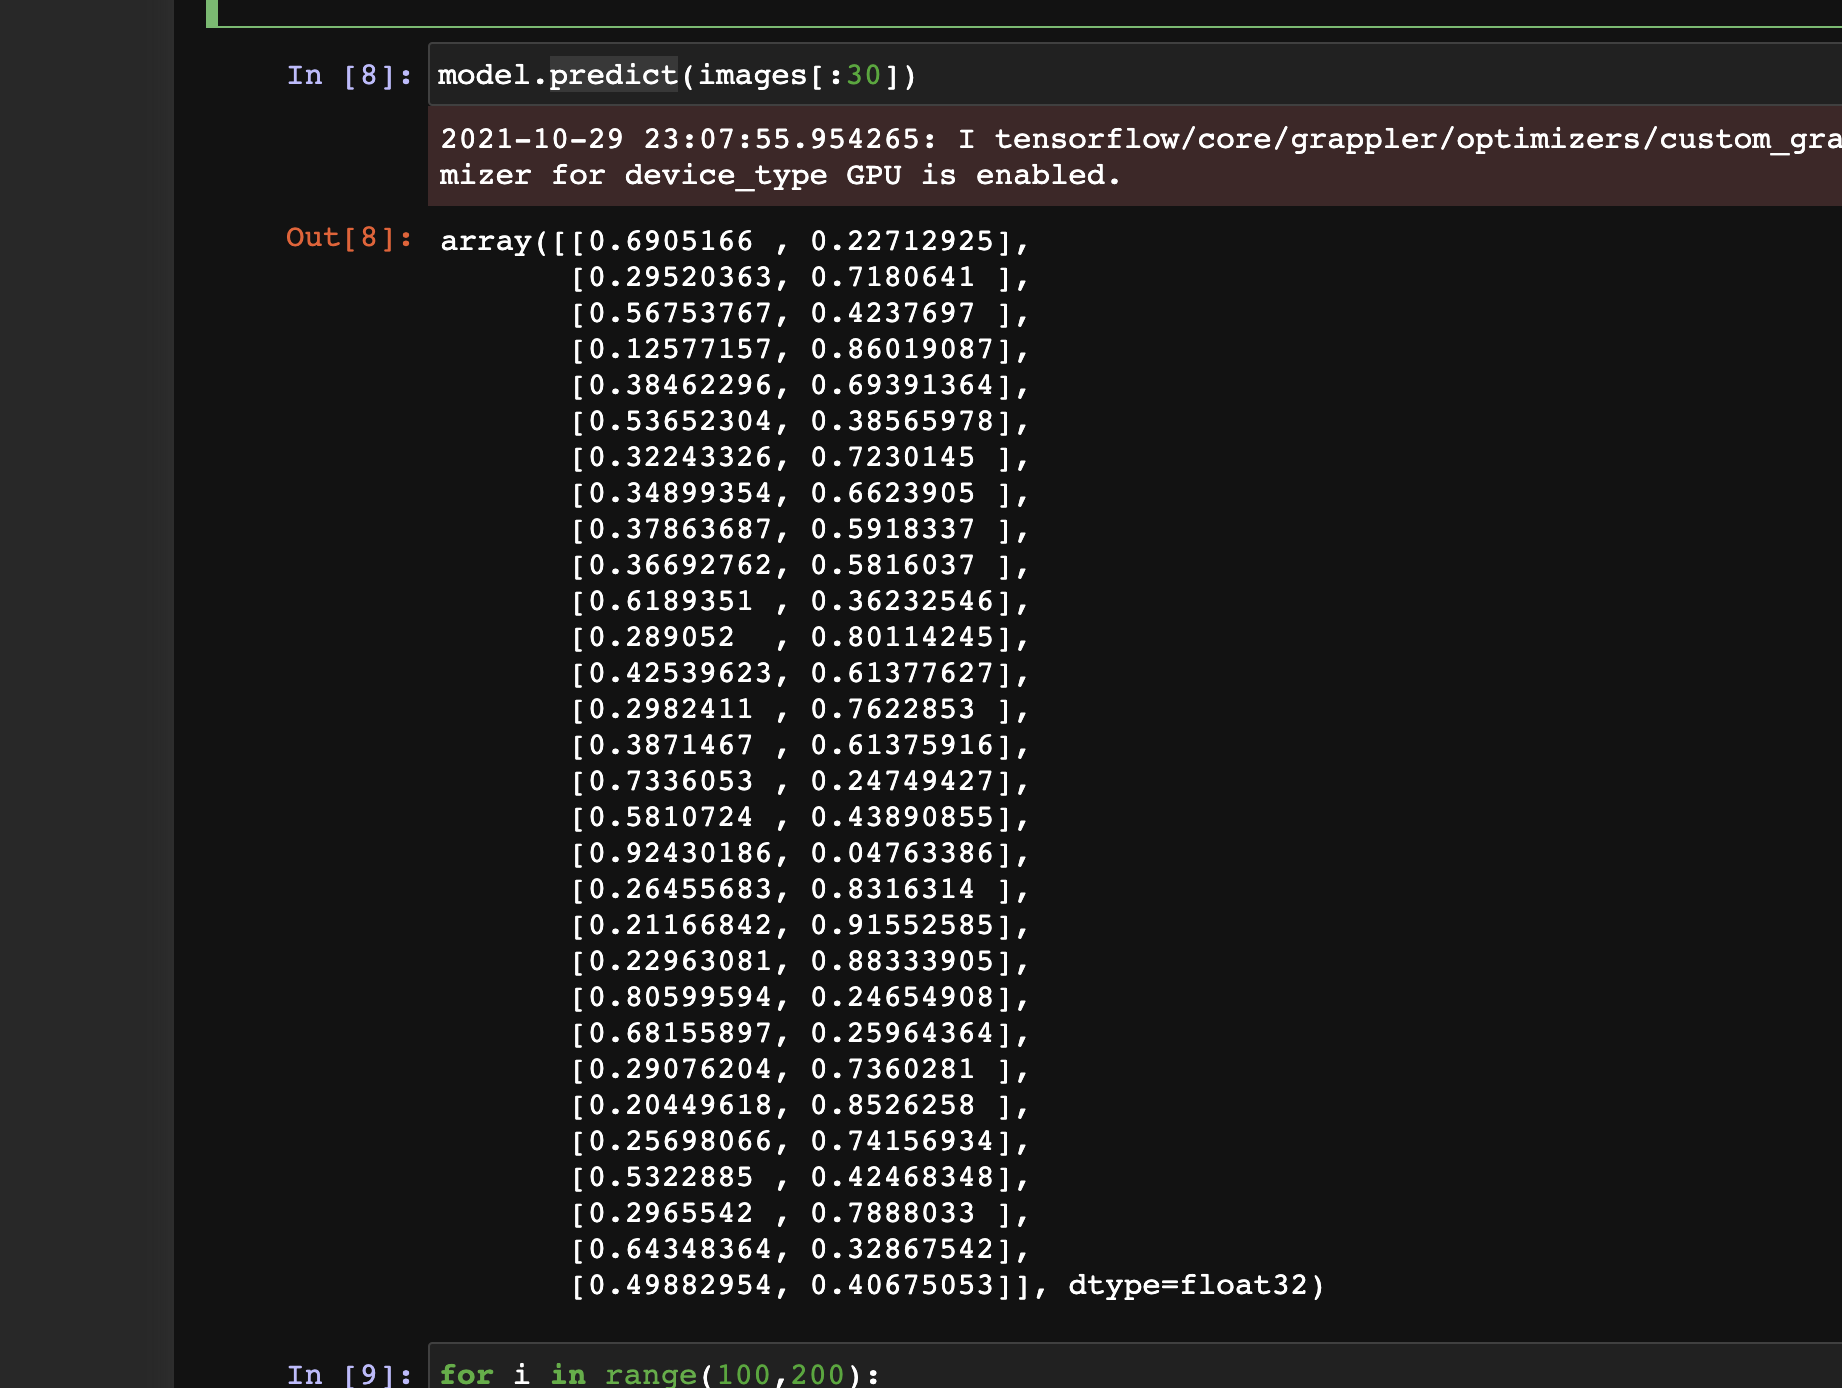 In [8]: model.predict(images[:30])
2021-10-29 23:07:55.954265: I tensorflow/core/grappler/optimizers/custom_gra
mizer for device_type GPU is enabled.
Out[8]: array([[0.6905166 , 0.22712925],
[0.29520363, 0.7180641 ],
[0.56753767, 0.4237697 ],
[0.12577157, 0.86019087],
[0.38462296, 0.69391364],
[0.53652304, 0.38565978],
[0.32243326, 0.7230145 ],
[0.34899354, 0.6623905 ],
[0.37863687, 0.5918337 ],
[0.36692762, 0.5816037 ],
[0.6189351 , 0.36232546],
[0.289052  , 0.80114245],
[0.42539623, 0.61377627],
[0.2982411 , 0.7622853 ],
[0.3871467 , 0.61375916],
[0.7336053 , 0.24749427],
[0.5810724 , 0.43890855],
[0.92430186, 0.04763386],
[0.26455683, 0.8316314 ],
[0.21166842, 0.91552585],
[0.22963081, 0.88333905],
[0.80599594, 0.24654908],
[0.68155897, 0.25964364],
[0.29076204, 0.7360281 ],
[0.20449618, 0.8526258 ],
[0.25698066, 0.74156934],
[0.5322885 , 0.42468348],
[0.2965542 , 0.7888033 ],
[0.64348364, 0.32867542],
[0.49882954, 0.40675053]], dtype=float32)
In [9]: for i in range(100,200):